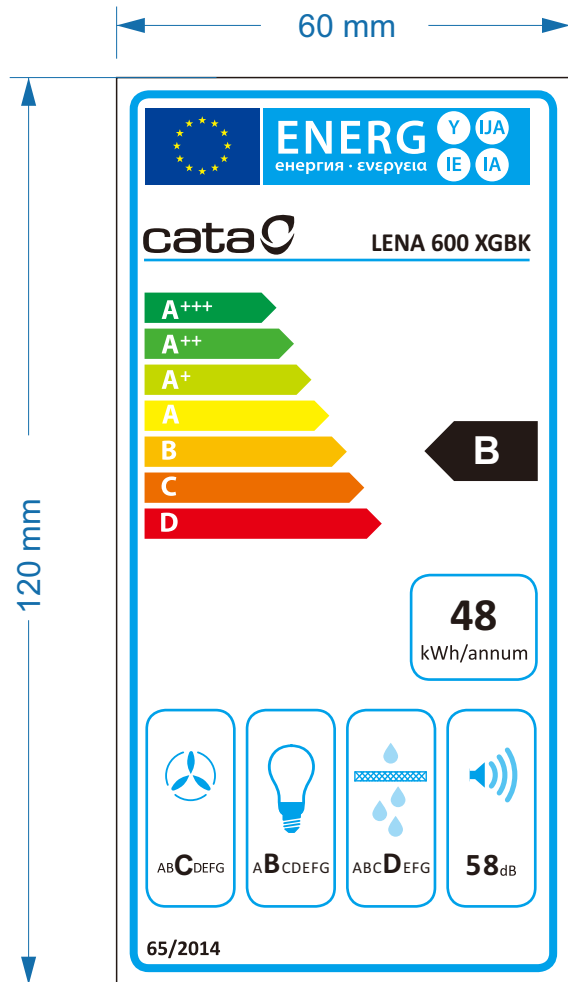 60 mm
120 mm
ENERG Y IJA
енергия · ενεργεια IE IA
cata
LENA 600 XGBK
A+++
A++
A+
A
B
C
D
B
48
kWh/annum
ABCDEFG
ABCDEFG
ABCDEFG
58dB
65/2014